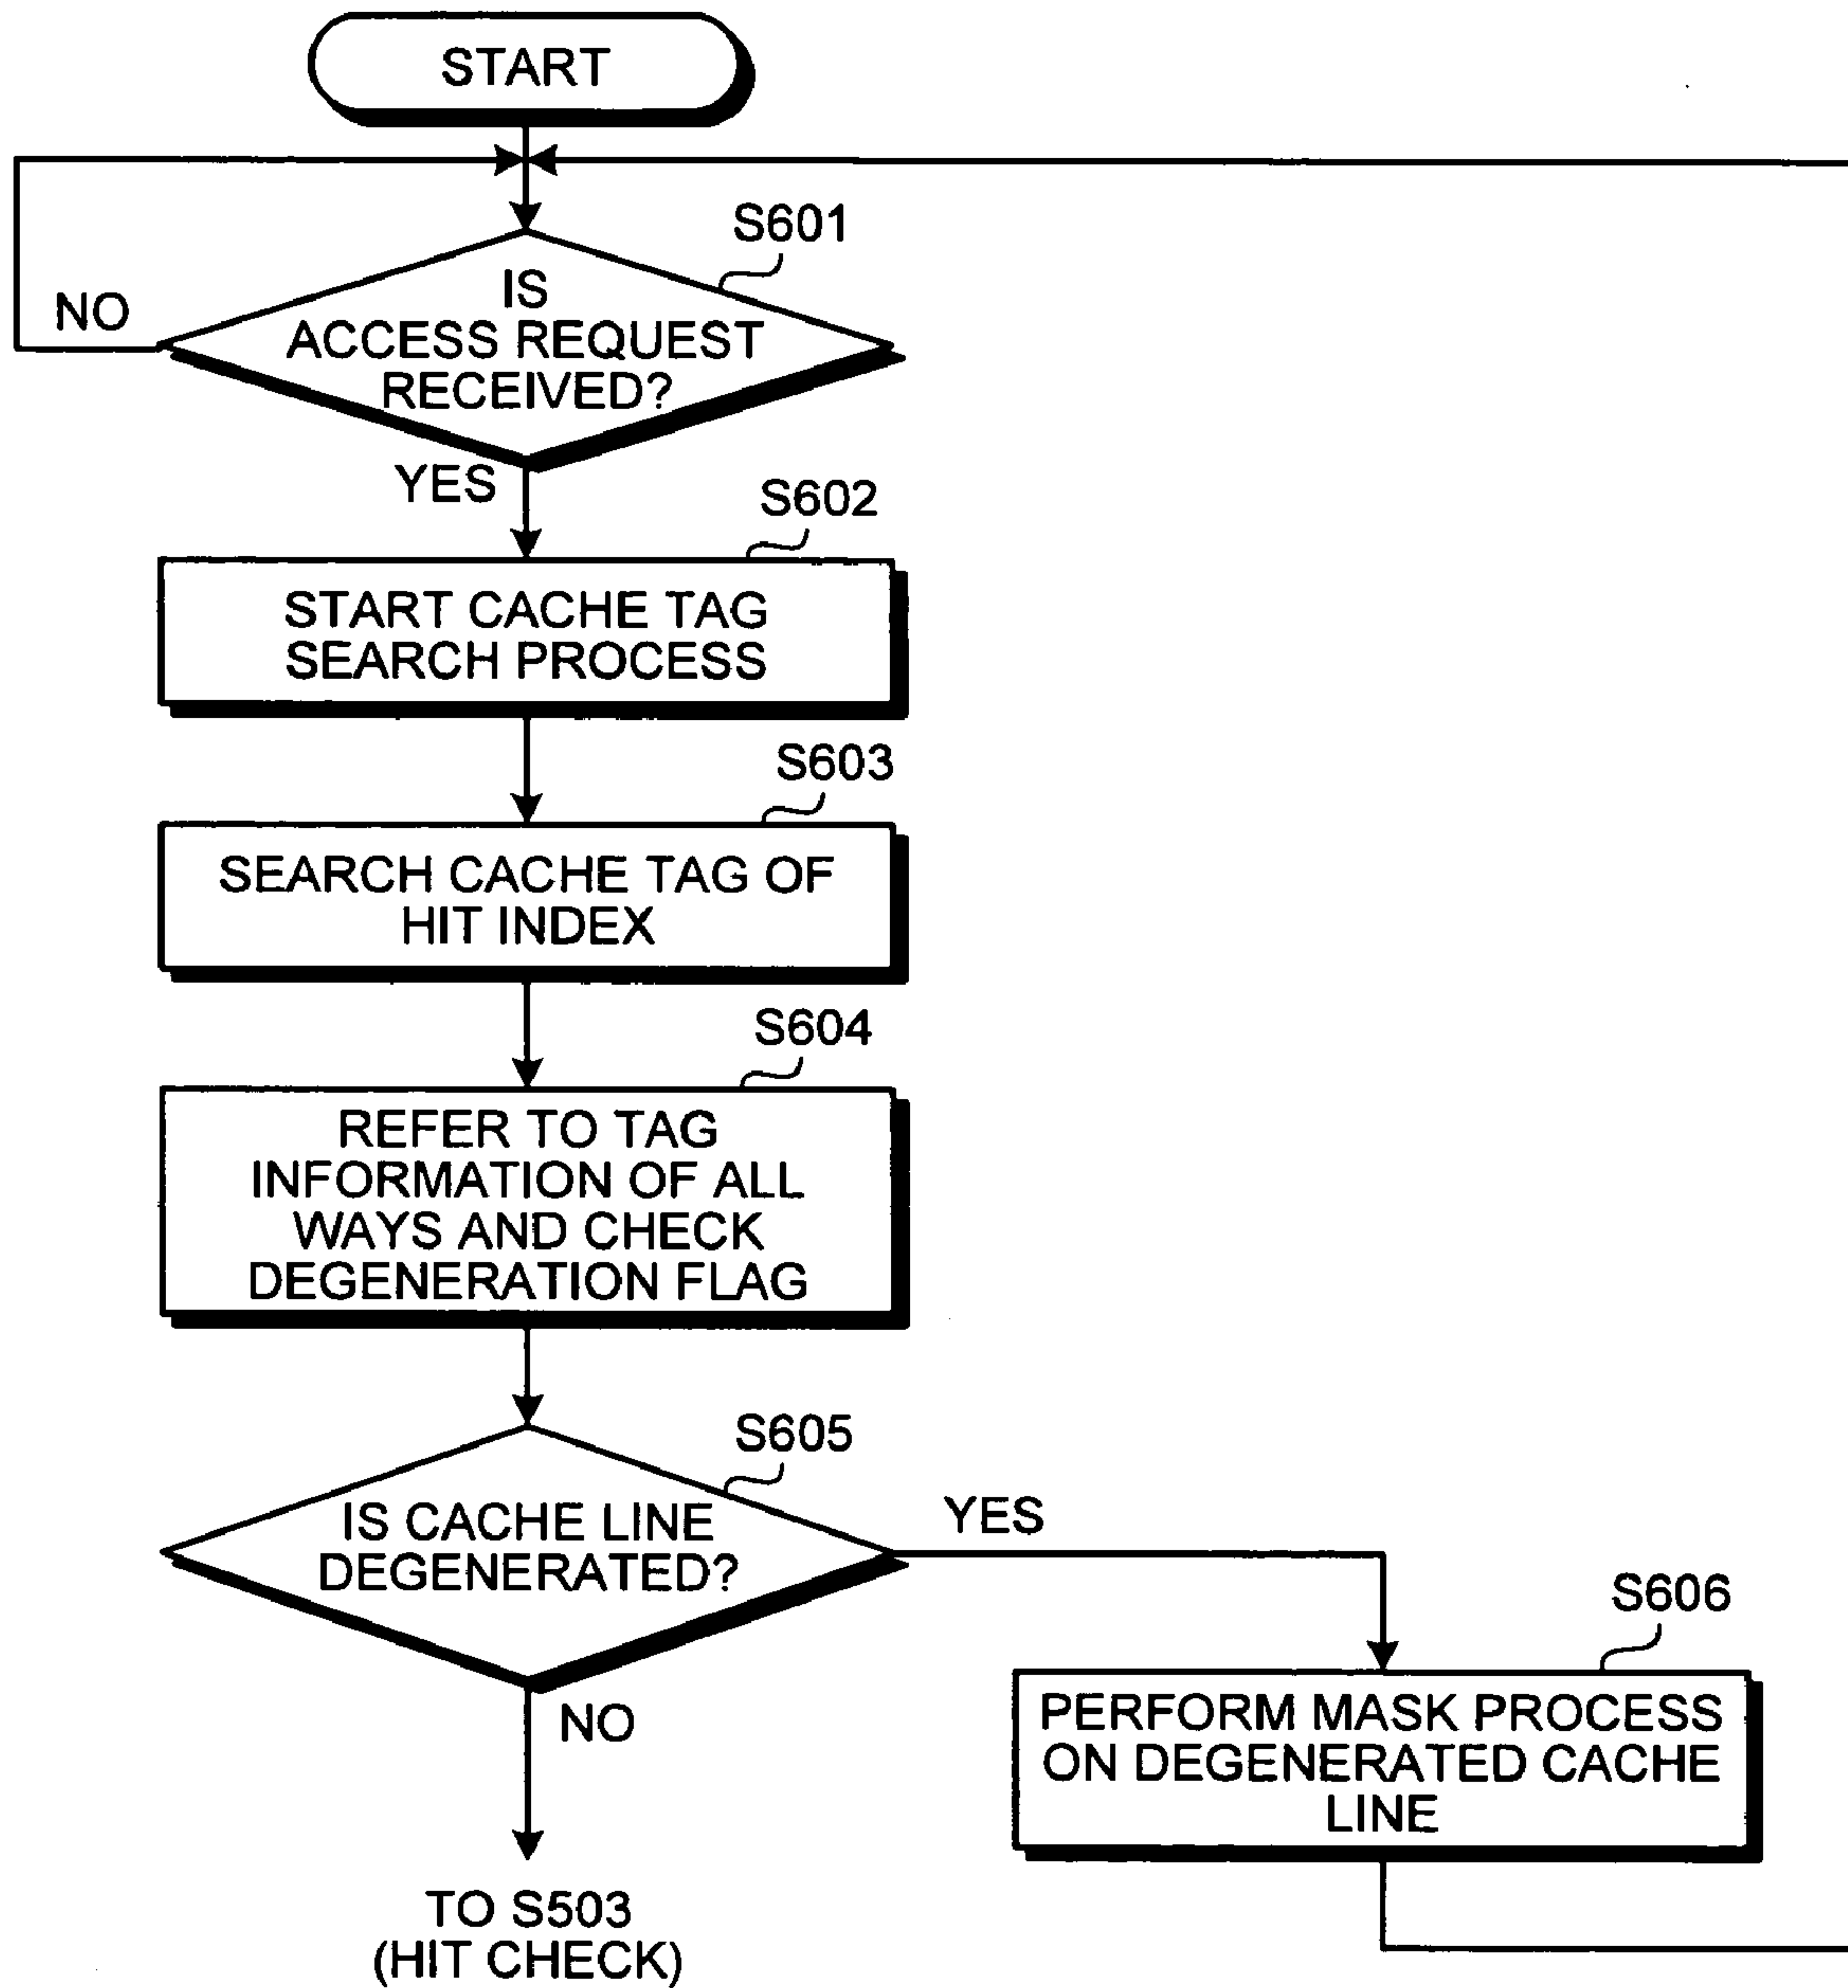 START
S601
IS
ACCESS REQUEST
RECEIVED?
NO
YES
S602
START CACHE TAG
SEARCH PROCESS
S603
SEARCH CACHE TAG OF
HIT INDEX
S604
REFER TO TAG
INFORMATION OF ALL
WAYS AND CHECK
DEGENERATION FLAG
S605
IS CACHE LINE
DEGENERATED?
YES
NO
S606
PERFORM MASK PROCESS
ON DEGENERATED CACHE
LINE
TO S503
(HIT CHECK)